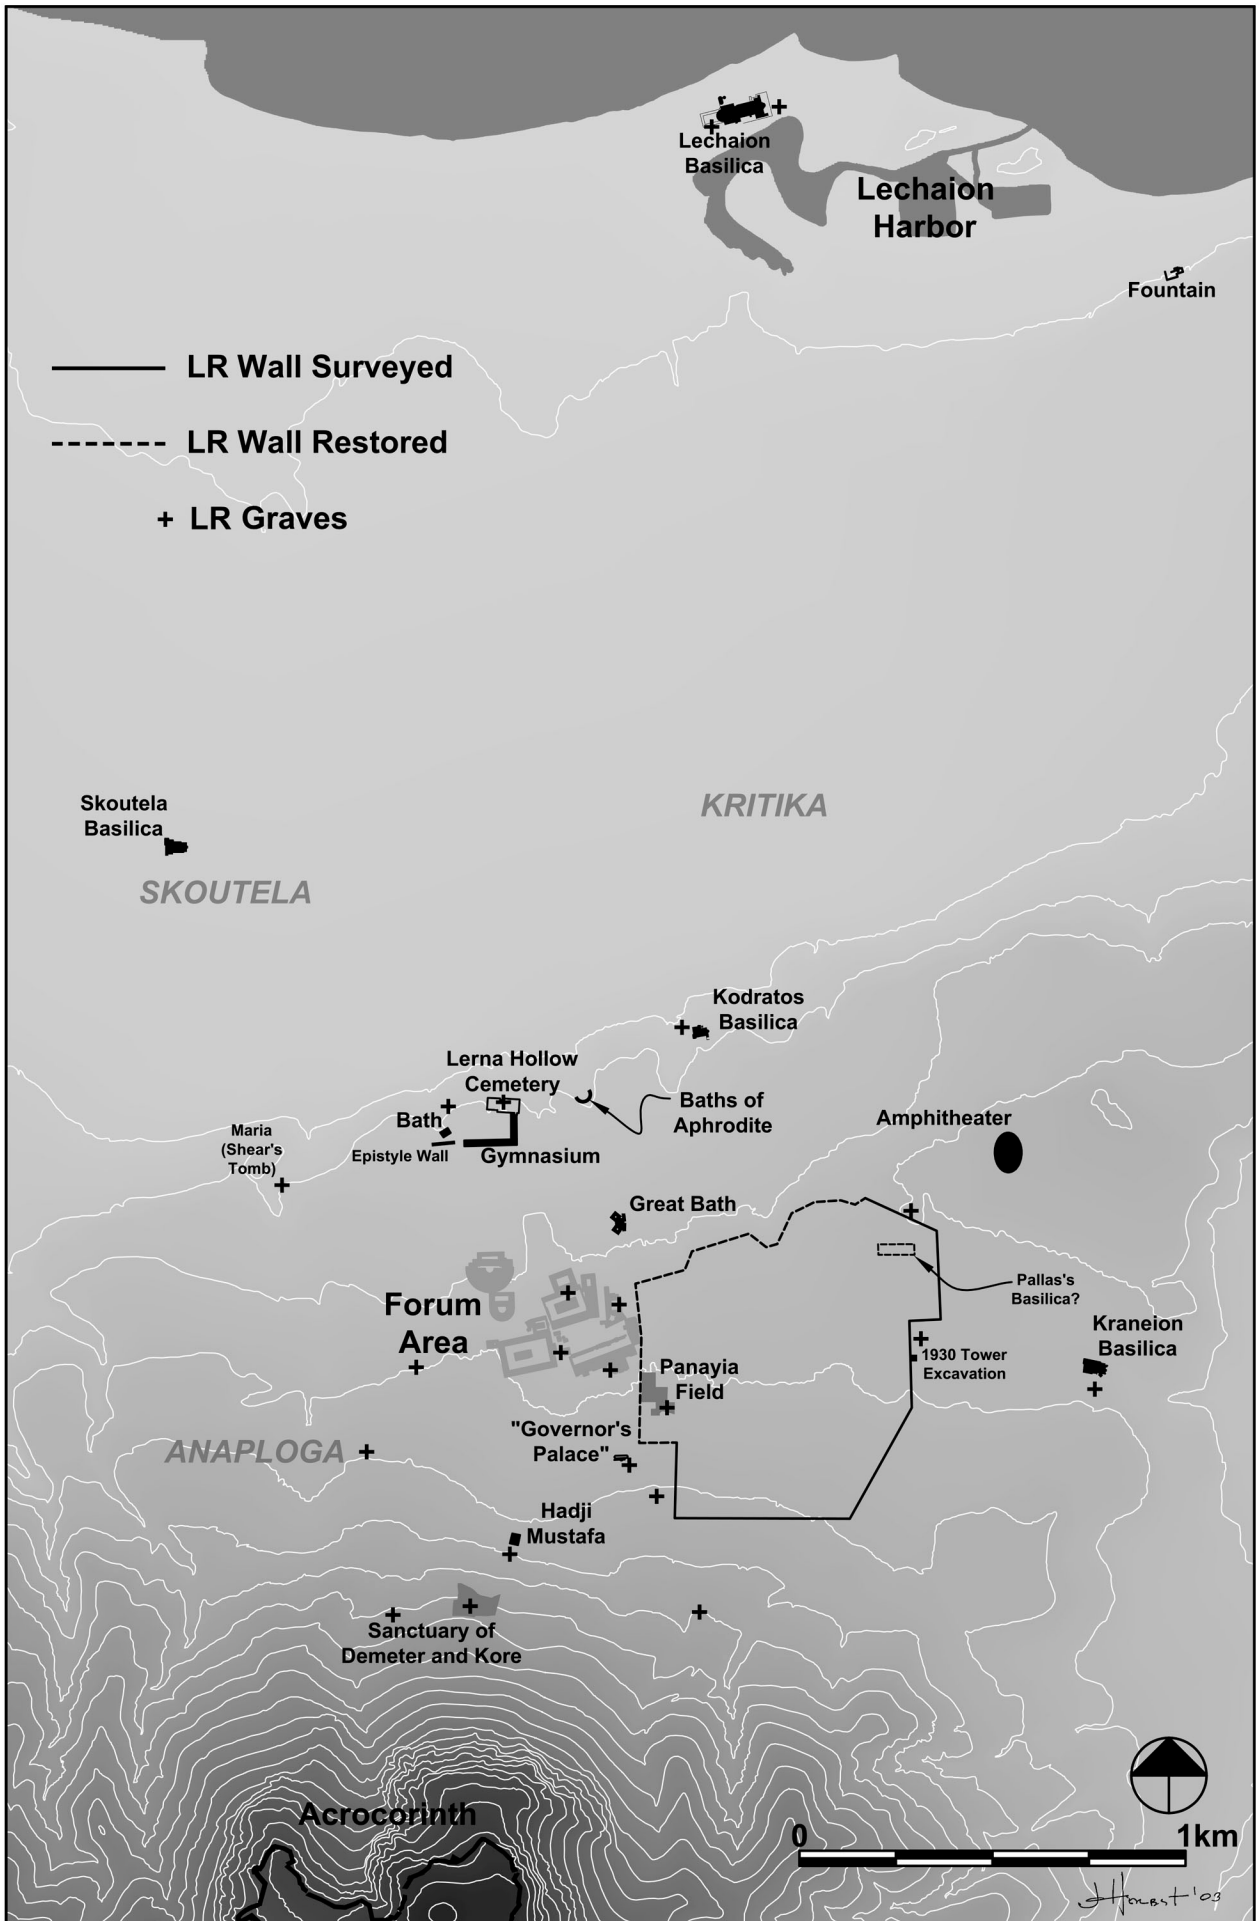 Lechaion
Basilica
Lechaion
Harbor
Fountain
LR Wall Surveyed
LR Wall Restored
+ LR Graves
KRITIKA
Skoutela
Basilica
SKOUTELA
Kodratos
Basilica
Lerna Hollow
Cemetery
Baths of
Aphrodite
Bath
Amphitheater
Maria
(Shear's
Tomb)
Epistyle Wall
Gymnasium
Great Bath
Pallas's
Basilica?
Forum
Area
Kraneion
Basilica
1930 Tower
Excavation
Panayia
Field
"Governor's
Palace"
ANAPLOGA
Hadji
Mustafa
Sanctuary of
Demeter and Kore
Acrocorinth
0 1km
J Herbst '03